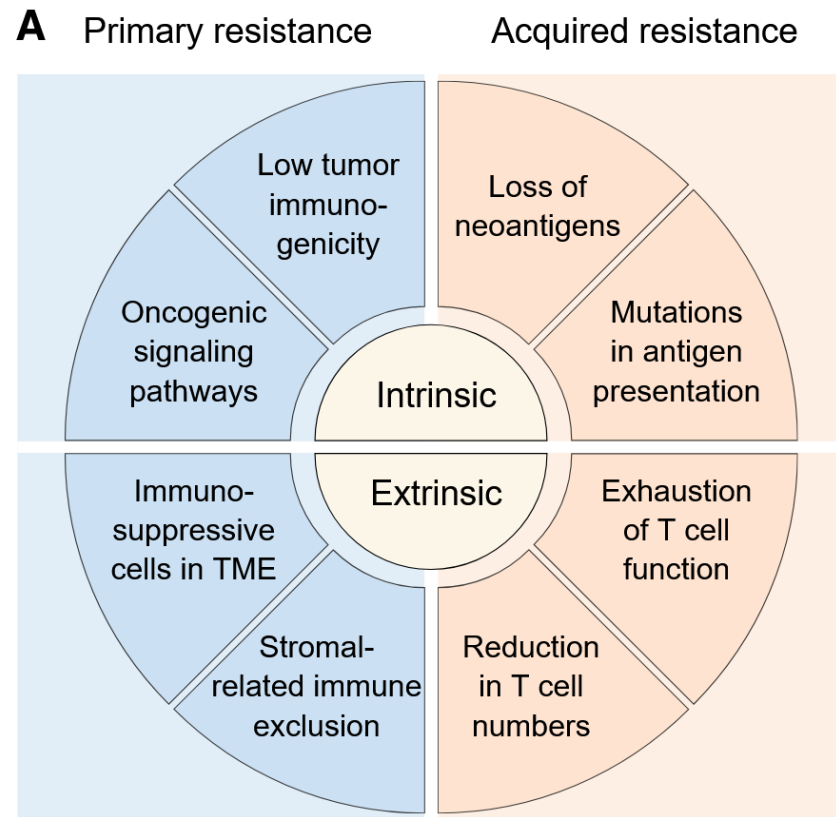 A
Primary resistance
Acquired resistance
Low tumor
immuno-
genicity
Loss of
neoantigens
Oncogenic
signaling
pathways
Mutations
in antigen
presentation
Intrinsic
Extrinsic
Immuno-
suppressive
cells in TME
Exhaustion
of T cell
function
Stromal-
related immune
exclusion
Reduction
in T cell
numbers